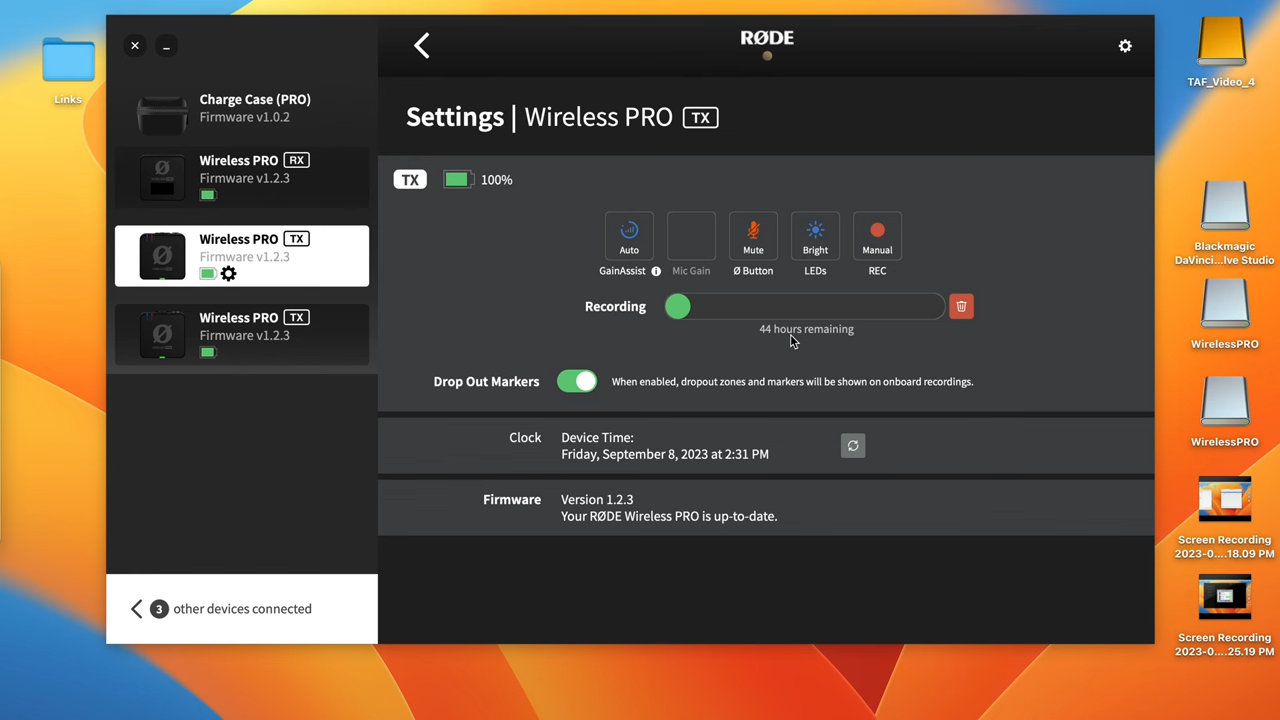 Links
Charge Case (PRO)
Firmware v1.0.2
Wireless PRO RX
Firmware v1.2.3
Wireless PRO TX
Firmware v1.2.3
Wireless PRO TX
Firmware v1.2.3
3 other devices connected
RØDE
Settings | Wireless PRO TX
TX 100%
Auto
Mute
Bright
Manual
GainAssist
Mic Gain
Ø Button
LEDs
REC
Recording
44 hours remaining
Drop Out Markers
When enabled, dropout zones and markers will be shown on onboard recordings.
Clock
Device Time:
Friday, September 8, 2023 at 2:31 PM
Firmware
Version 1.2.3
Your RØDE Wireless PRO is up-to-date.
TAF_Video_4
Blackmagic
DaVinci...lve Studio
WirelessPRO
WirelessPRO
Screen Recording
2023-0....18.09 PM
Screen Recording
2023-0....25.19 PM